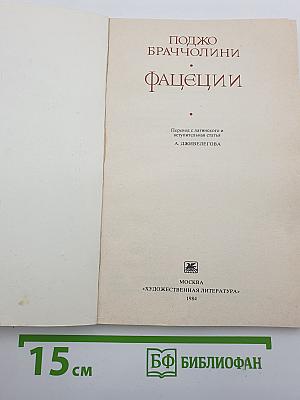 ПОДЖО
БРАЧЧОЛИНИ
ФАЦЕЦИИ
Перевод с латинского и
вступительная статья
А. ДЖИВЕЛЕГОВА
МОСКВА
«ХУДОЖЕСТВЕННАЯ ЛИТЕРАТУРА»
1984
15 см
БФ БИБЛИОФАН